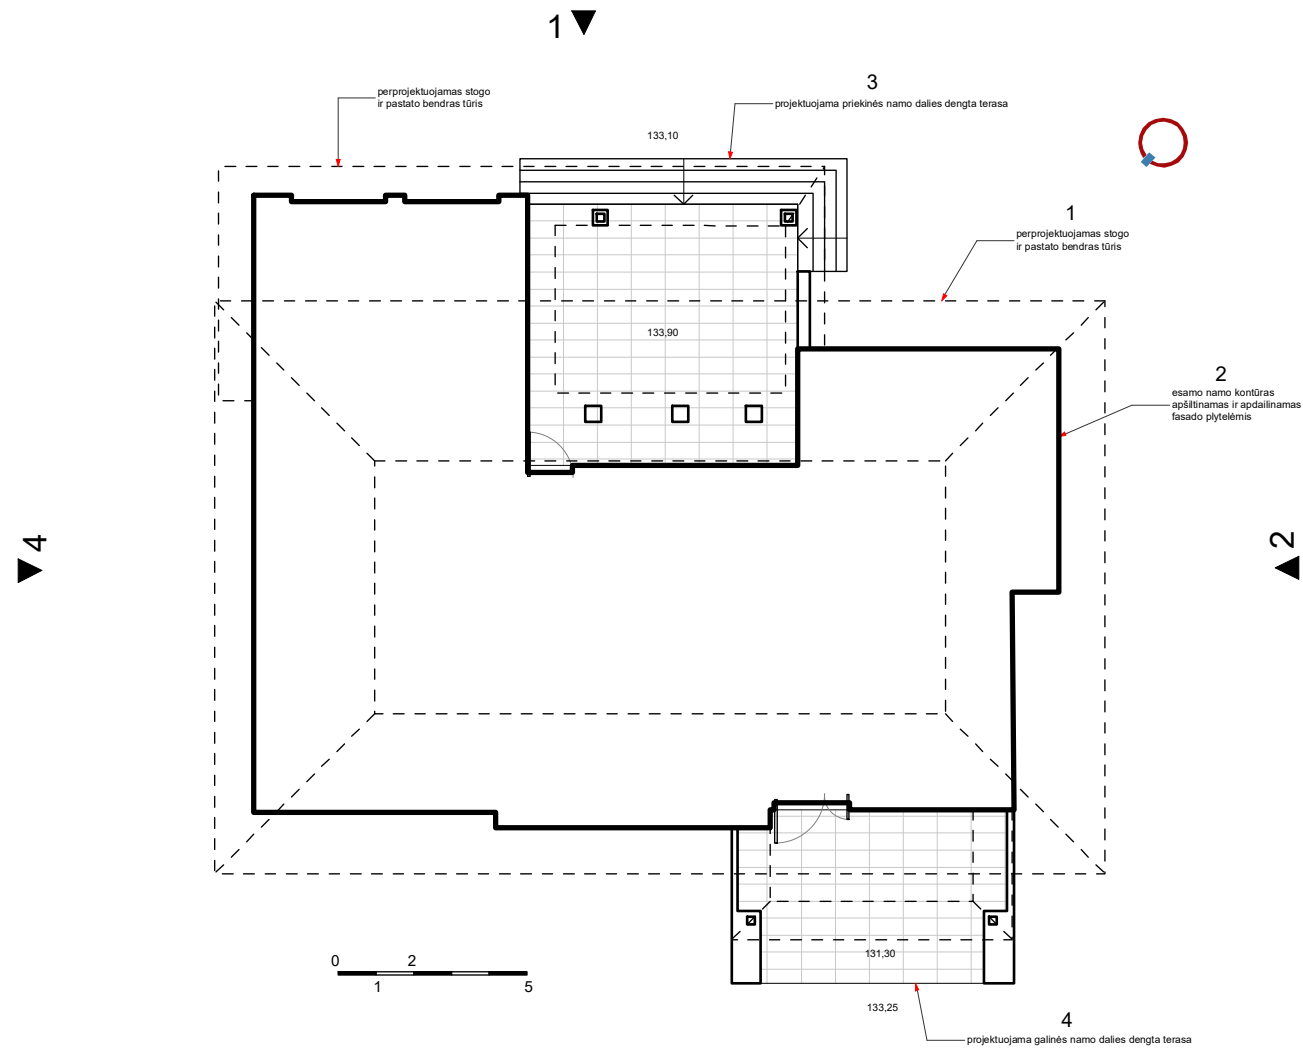 1
perprojektuojamas stogo
ir pastato bendras tūris
3
projektuojama priekinės namo dalies dengta terasa
133,10
1
perprojektuojamas stogo
ir pastato bendras tūris
133,90
2
esamo namo kontūras
apšiltinamas ir apdailinamas
fasado plytelėmis
4
2
0 2
1 5
131,30
133,25
4
projektuojama galinės namo dalies dengta terasa